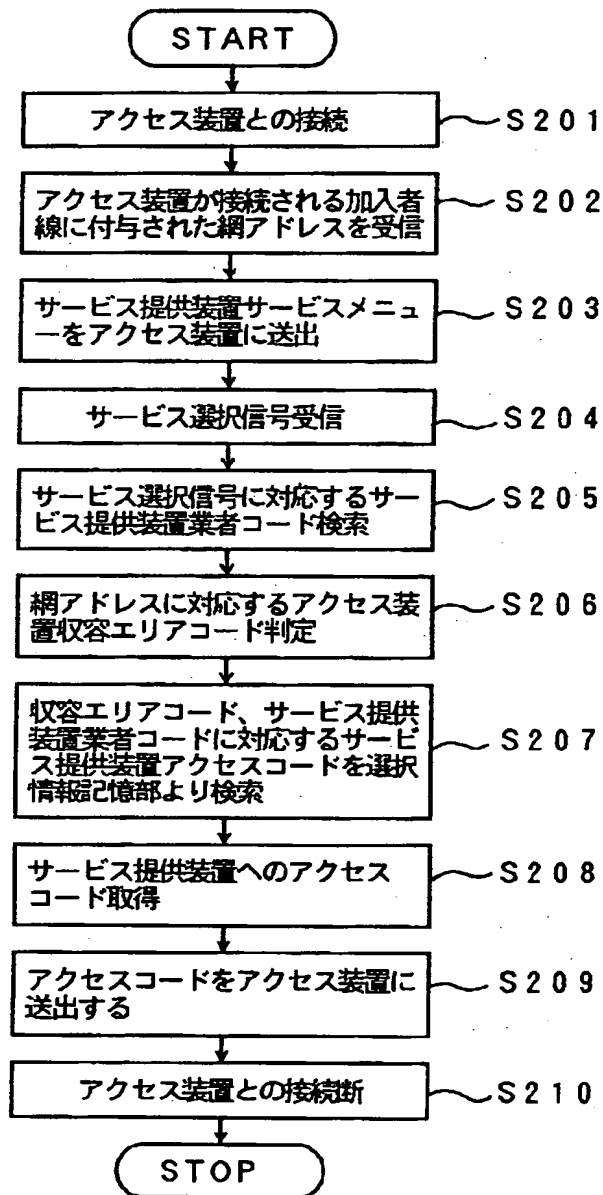 START
アクセス装置との接続
S201
アクセス装置が接続される加入者
線に付与された網アドレスを受信
S202
サービス提供装置サービスメニュ
ーをアクセス装置に送出
S203
サービス選択信号受信
S204
サービス選択信号に対応するサー
ビス提供装置業者コード検索
S205
網アドレスに対応するアクセス装
置収容エリアコード判定
S206
収容エリアコード、サービス提供
装置業者コードに対応するサービ
ス提供装置アクセスコードを選択
情報記憶部より検索
S207
サービス提供装置へのアクセス
コード取得
S208
アクセスコードをアクセス装置に
送出する
S209
アクセス装置との接続断
S210
STOP